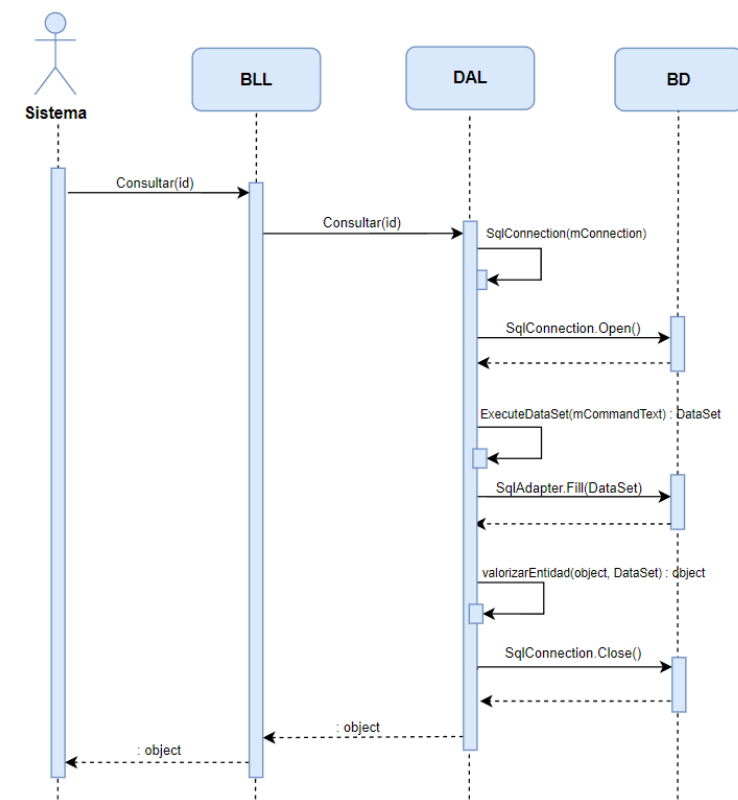 BLL
DAL
BD
Sistema
Consultar(id)
Consultar(id)
SqlConnection(mConnection)
SqlConnection.Open()
ExecuteDataSet(mCommandText) : DataSet
SqlAdapter.Fill(DataSet)
valorizarEntidad(object, DataSet) : object
SqlConnection.Close()
: object
: object